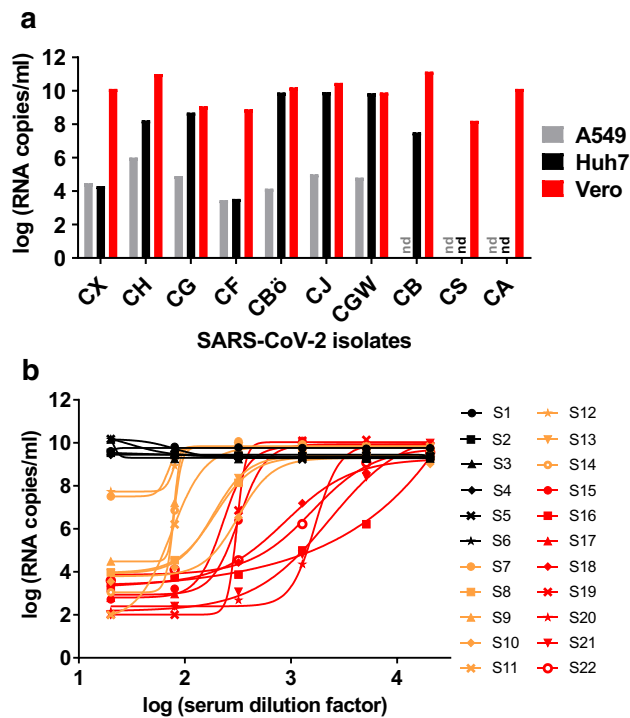 a
log (RNA copies/ml)
12
10
8
6
4
2
0
nd
nd
nd
nd
nd
CX
CH
CG
CF
CBö
CJ
CGW
CB
CS
CA
SARS-CoV-2 isolates
A549
Huh7
Vero
b
log (RNA copies/ml)
12
10
8
6
4
2
0
1
2
3
4
log (serum dilution factor)
S1
S2
S3
S4
S5
S6
S7
S8
S9
S10
S11
S12
S13
S14
S15
S16
S17
S18
S19
S20
S21
S22